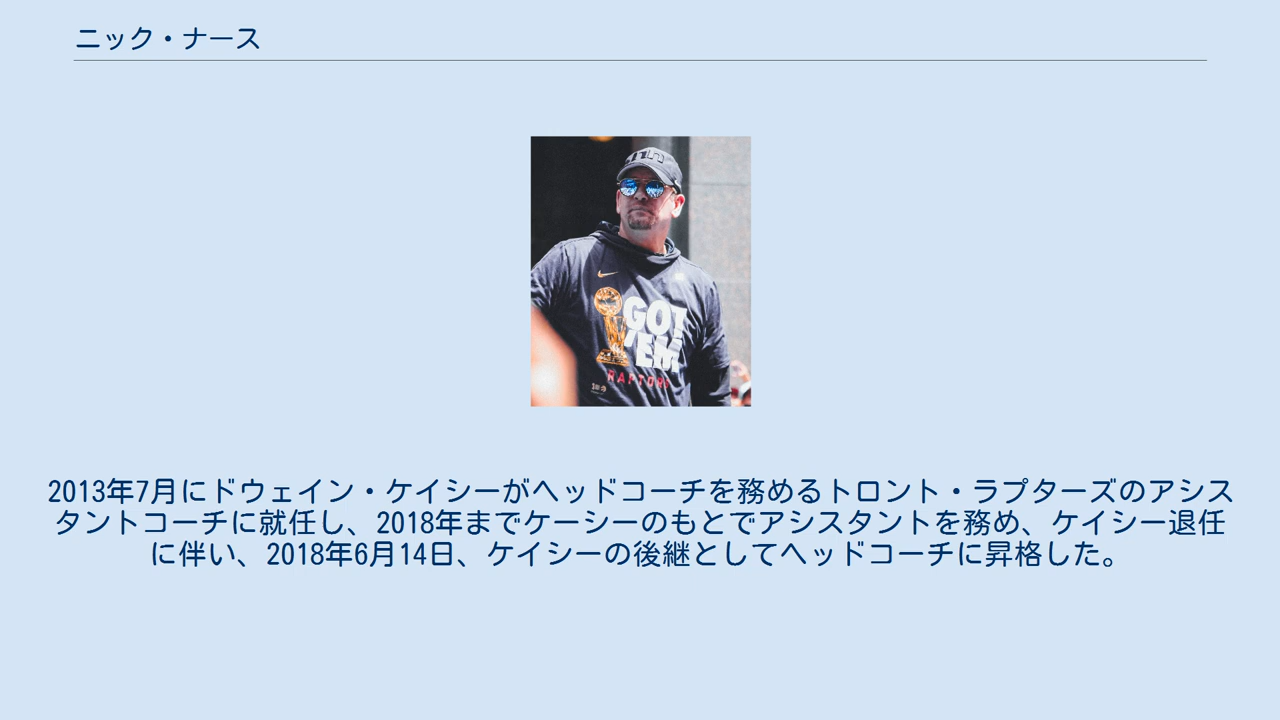 ニック・ナース
GOT
'EM
RAPTORS
2013年7月にドウェイン・ケイシーがヘッドコーチを務めるトロント・ラプターズのアシス
タントコーチに就任し、2018年までケーシーのもとでアシスタントを務め、ケイシー退任
に伴い、2018年6月14日、ケイシーの後継としてヘッドコーチに昇格した。